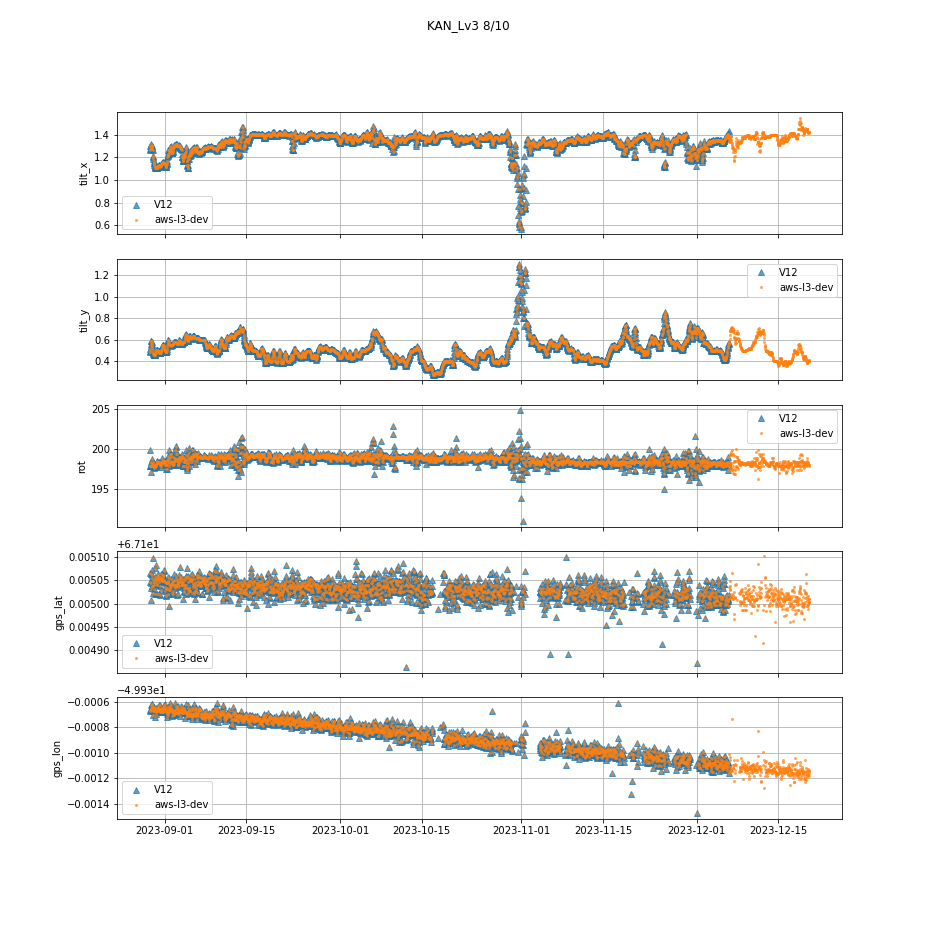 KAN_Lv3 8/10
1.4
1.2
1.0
0.8
0.6
tilt_x
V12
aws-l3-dev
1.2
1.0
0.8
0.6
0.4
tilt_y
V12
aws-l3-dev
205
200
195
rot
V12
aws-l3-dev
+6.71e1
0.00510
0.00505
0.00500
0.00495
0.00490
gps_lat
V12
aws-l3-dev
−4.993e1
−0.0006
−0.0008
−0.0010
−0.0012
−0.0014
gps_lon
V12
aws-l3-dev
2023-09-01 2023-09-15 2023-10-01 2023-10-15 2023-11-01 2023-11-15 2023-12-01 2023-12-15